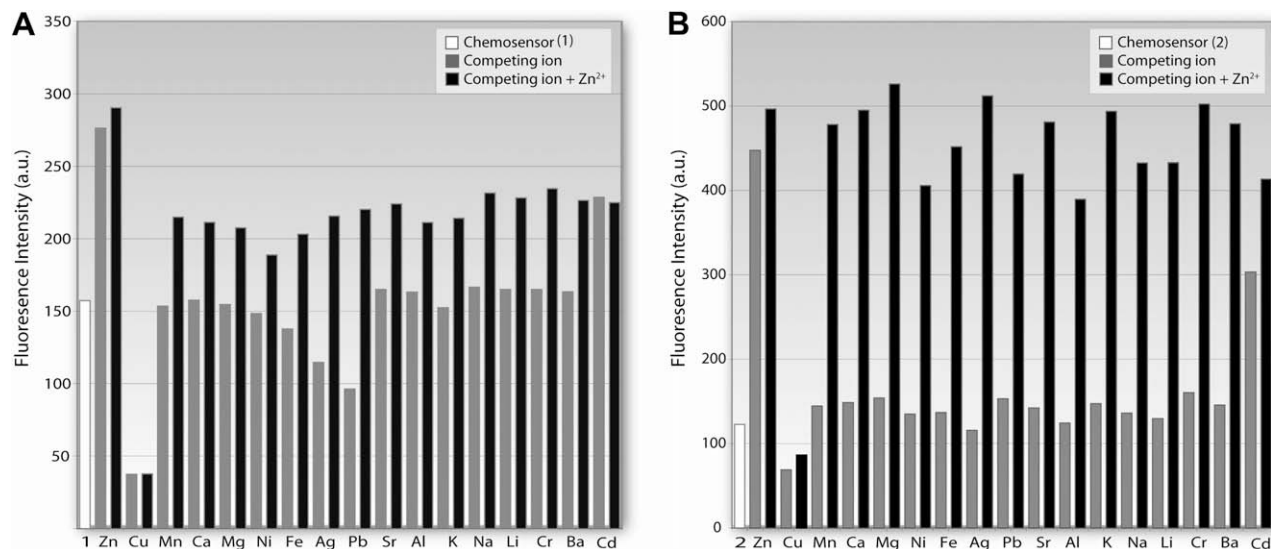 A
350
300
250
200
150
100
50
Fluoresence Intensity (a.u.)
Chemosensor (1)
Competing ion
Competing ion + Zn²⁺
1 Zn Cu Mn Ca Mg Ni Fe Ag Pb Sr Al K Na Li Cr Ba Cd
B
600
500
400
300
200
100
0
Fluoresence Intensity (a.u.)
Chemosensor (2)
Competing ion
Competing ion + Zn²⁺
2 Zn Cu Mn Ca Mg Ni Fe Ag Pb Sr Al K Na Li Cr Ba Cd